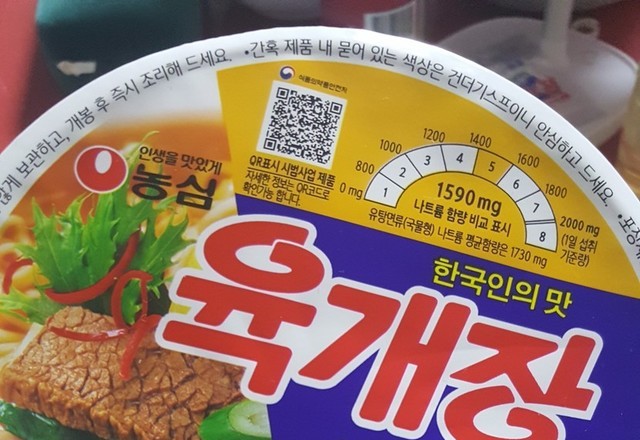 않게 보관하고, 개봉 후 즉시 조리해 드세요. •간혹 제품 내 묻어 있는 색상은 건더기스프이니 안심하고 드세요.
식품의약품안전처
인생을 맛있게
농심
QR표시 시범사업 제품
자세한 정보는 QR코드로
확인가능 합니다.
0 mg 800 1000 1200 1400 1600 1800 2000 mg
(1일 섭취
기준량)
1 2 3 4 5 6 7 8
1590 mg
나트륨 함량 비교 표시
유탕면류(국물형) 나트륨 평균함량은 1730 mg
한국인의 맛
육개장